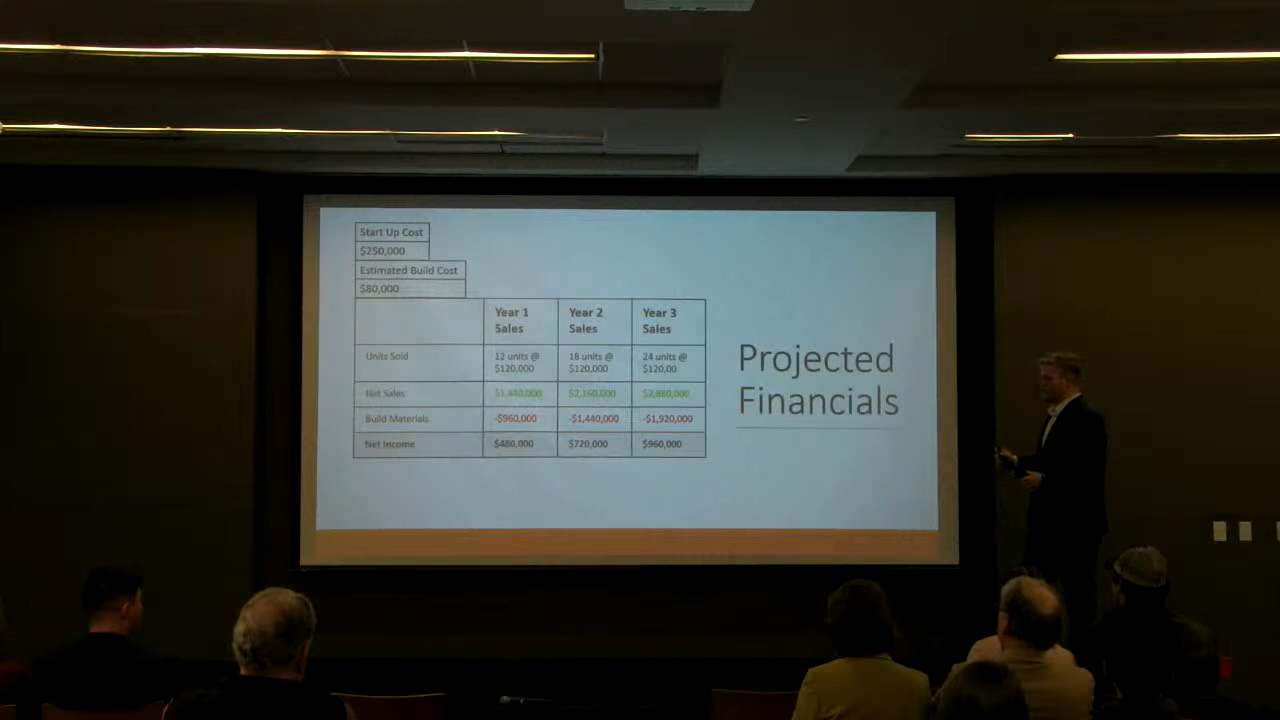 Start Up Cost
$250,000
Estimated Build Cost
$80,000
Year 1 Sales
Year 2 Sales
Year 3 Sales
Units Sold
12 units @ $120,000
18 units @ $120,000
24 units @ $120,00
Net Sales
$1,440,000
$2,160,000
$2,880,000
Build Materials
-$960,000
-$1,440,000
-$1,920,000
Net Income
$480,000
$720,000
$960,000
Projected
Financials